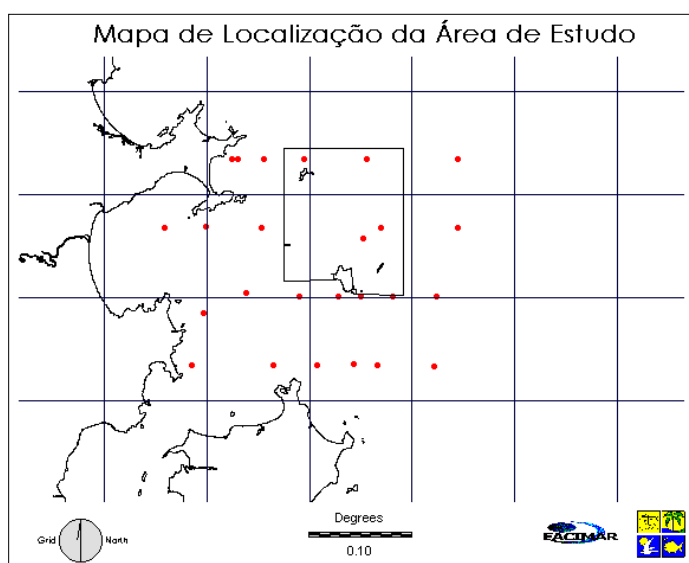 Mapa de Localização da Área de Estudo
Degrees
Grid North
0.10
FACIMAR